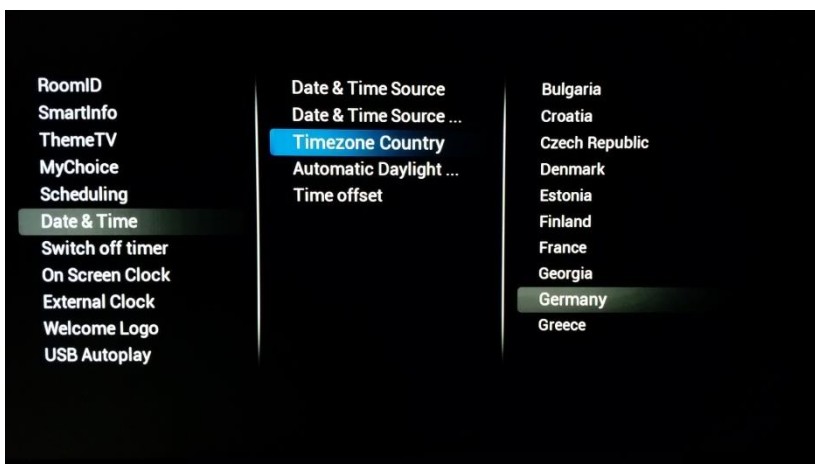 RoomID
SmartInfo
ThemeTV
MyChoice
Scheduling
Date & Time
Switch off timer
On Screen Clock
External Clock
Welcome Logo
USB Autoplay
Date & Time Source
Date & Time Source ...
Timezone Country
Automatic Daylight ...
Time offset
Bulgaria
Croatia
Czech Republic
Denmark
Estonia
Finland
France
Georgia
Germany
Greece